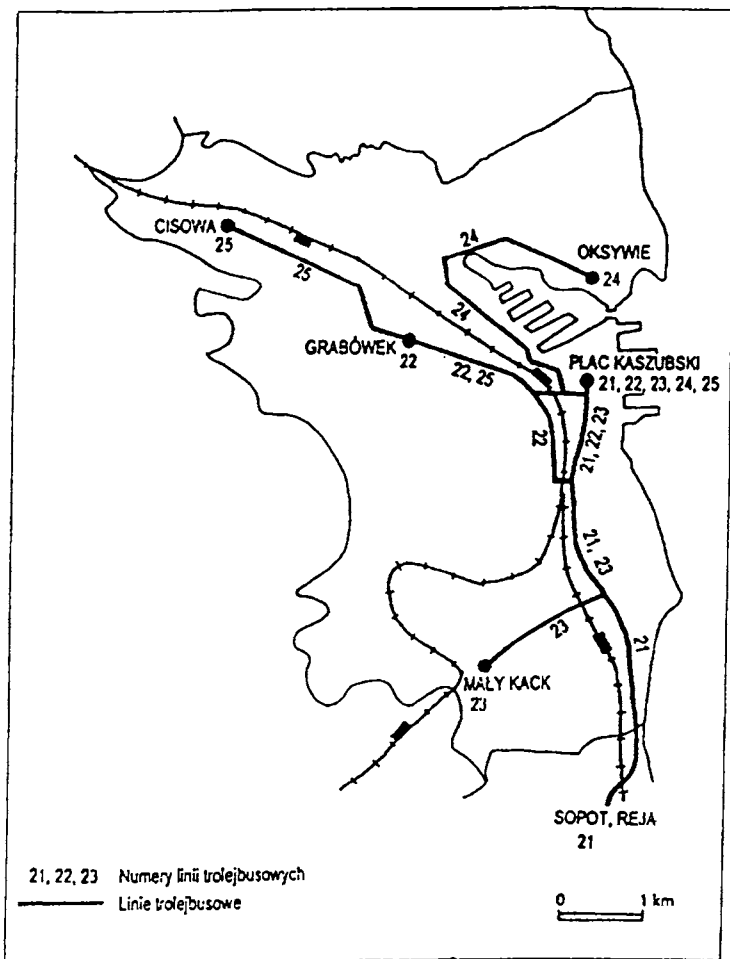 CISOWA
25
25
24
OKSYWIE
24
24
GRABÓWEK
22
22, 25
PLAC KASZUBSKI
21, 22, 23, 24, 25
22
21, 22, 23
21, 23
23
21
MAŁY KACK
23
SOPOT, REJA
21
21, 22, 23 Numery linii trolejbusowych
Linie trolejbusowe
0 1 km